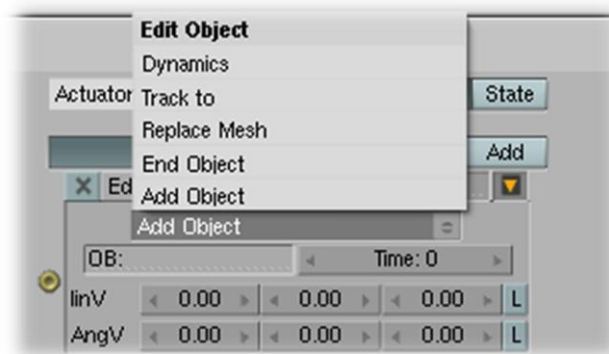 Edit Object
Dynamics
Actuator Track to State
Replace Mesh
End Object Add
Ed Add Object
Add Object
OB: Time: 0
linV 0.00 0.00 0.00 L
AngV 0.00 0.00 0.00 L